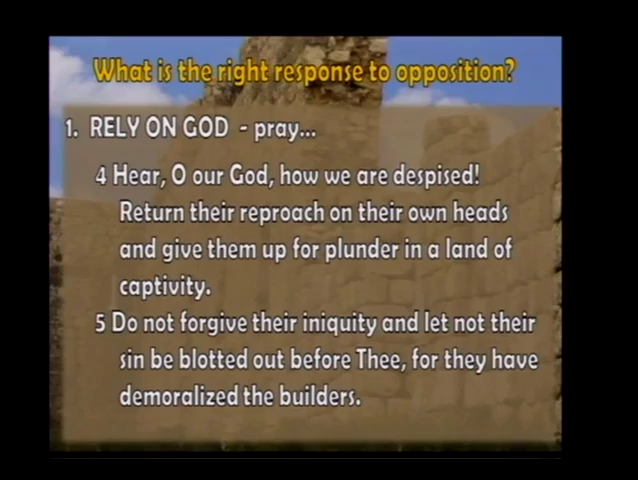 What is the right response to opposition?
1. RELY ON GOD - pray...
4 Hear, O our God, how we are despised!
Return their reproach on their own heads
and give them up for plunder in a land of
captivity.
5 Do not forgive their iniquity and let not their
sin be blotted out before Thee, for they have
demoralized the builders.